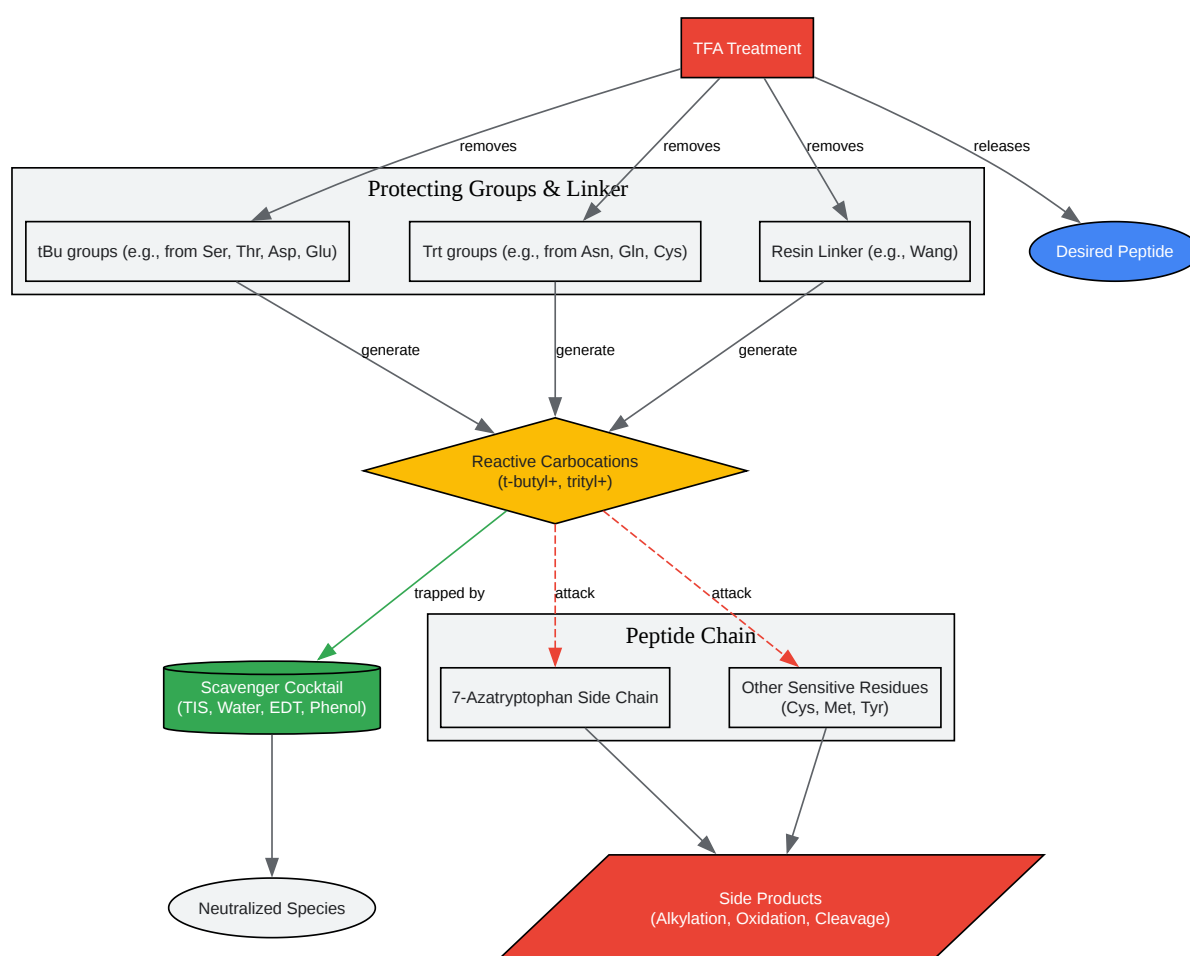 TFA Treatment
removes
removes
removes
releases
Protecting Groups & Linker
tBu groups (e.g., from Ser, Thr, Asp, Glu)
Trt groups (e.g., from Asn, Gln, Cys)
Resin Linker (e.g., Wang)
Desired Peptide
generate
generate
generate
Reactive Carbocations
(t-butyl+, trityl+)
trapped by
attack
attack
Peptide Chain
Scavenger Cocktail
(TIS, Water, EDT, Phenol)
7-Azatryptophan Side Chain
Other Sensitive Residues
(Cys, Met, Tyr)
Neutralized Species
Side Products
(Alkylation, Oxidation, Cleavage)